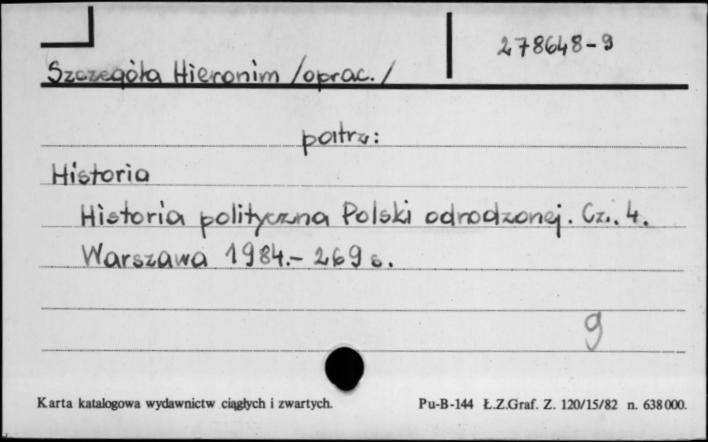 278648-9
Szczegóła Hieronim /oprac./
patrz:
Historia
Historia polityczna Polski odrodzonej. Cz. 4.
Warszawa 1984.- 269 s.
9
Karta katalogowa wydawnictw ciągłych i zwartych. Pu-B-144 Ł.Z.Graf. Z. 120/15/82 n. 638000.